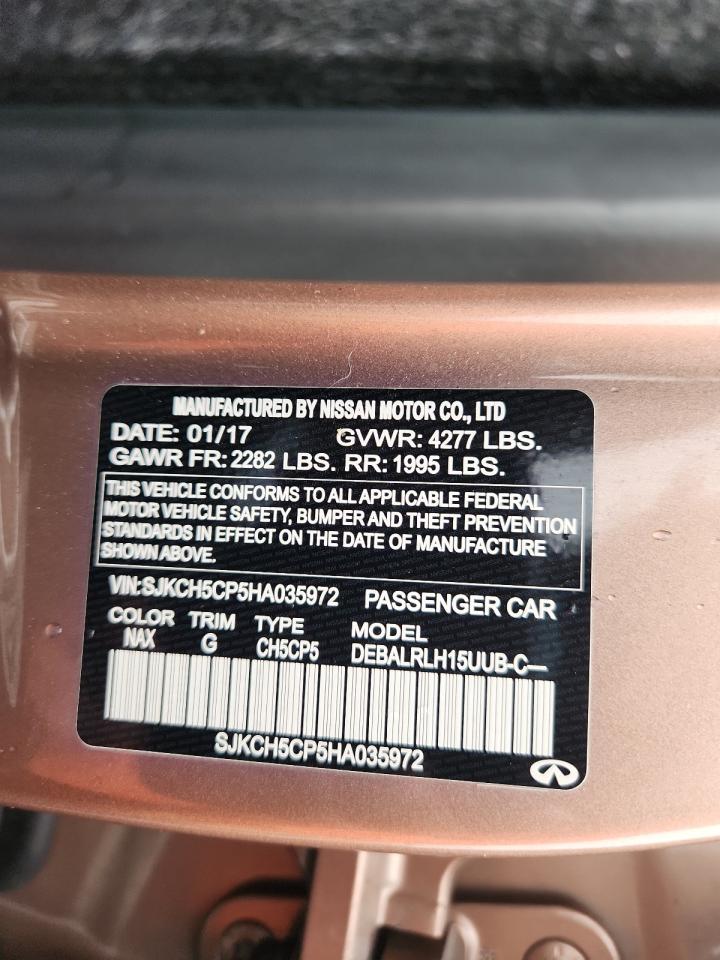 MANUFACTURED BY NISSAN MOTOR CO., LTD
DATE: 01/17 GVWR: 4277 LBS.
GAWR FR: 2282 LBS. RR: 1995 LBS.
THIS VEHICLE CONFORMS TO ALL APPLICABLE FEDERAL
MOTOR VEHICLE SAFETY, BUMPER AND THEFT PREVENTION
STANDARDS IN EFFECT ON THE DATE OF MANUFACTURE
SHOWN ABOVE.
VIN:SJKCH5CP5HA035972 PASSENGER CAR
COLOR TRIM TYPE MODEL
NAX G CH5CP5 DEBALRLH15UUB-C—
SJKCH5CP5HA035972